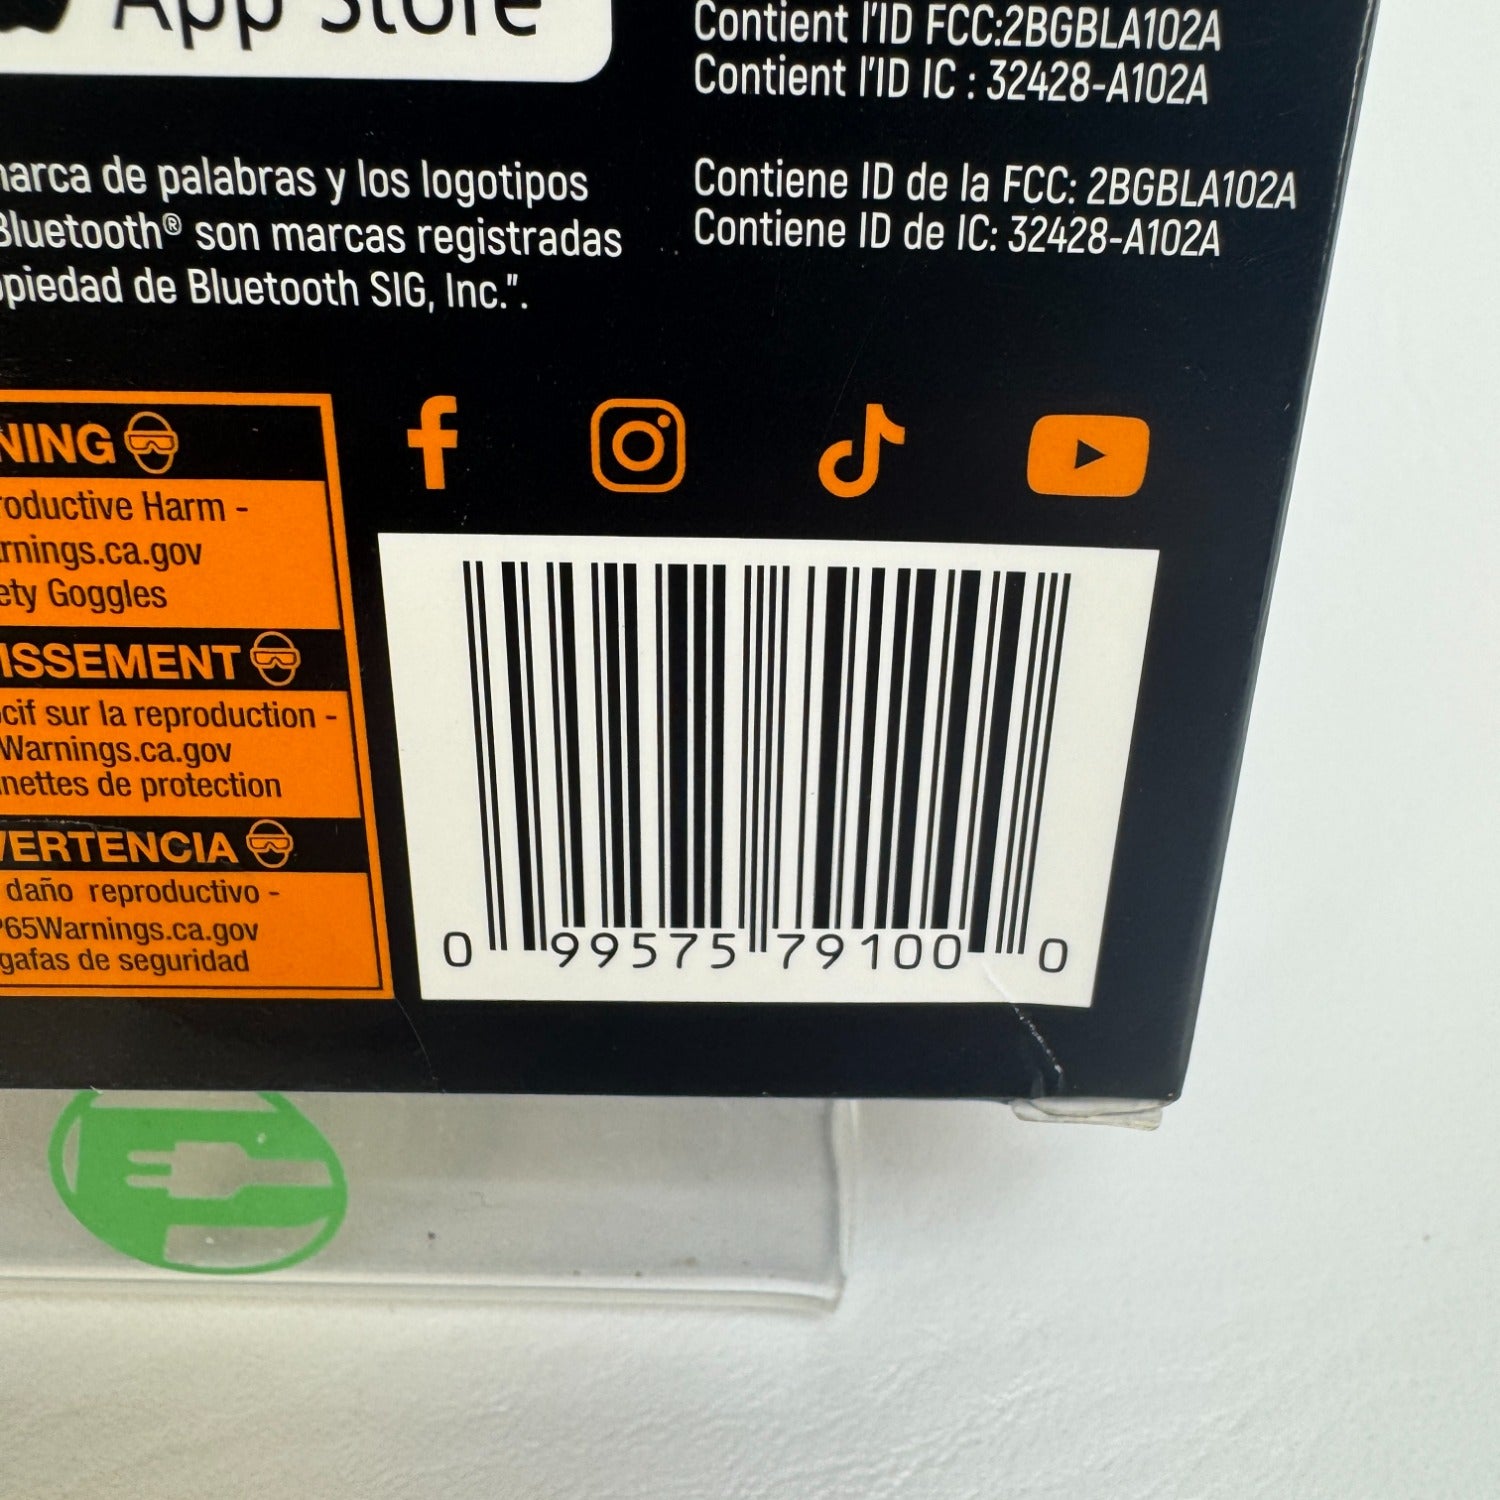 App Store
Contient l'ID FCC:2BGBLA102A
Contient l'ID IC : 32428-A102A
marca de palabras y los logotipos
Bluetooth® son marcas registradas
opiedad de Bluetooth SIG, Inc.".
Contiene ID de la FCC: 2BGBLA102A
Contiene ID de IC: 32428-A102A
NING
roductive Harm -
rnings.ca.gov
ety Goggles
ISSEMENT
cif sur la reproduction -
Warnings.ca.gov
nettes de protection
VERTENCIA
daño reproductivo -
P65Warnings.ca.gov
gafas de seguridad
0 99575 79100 0